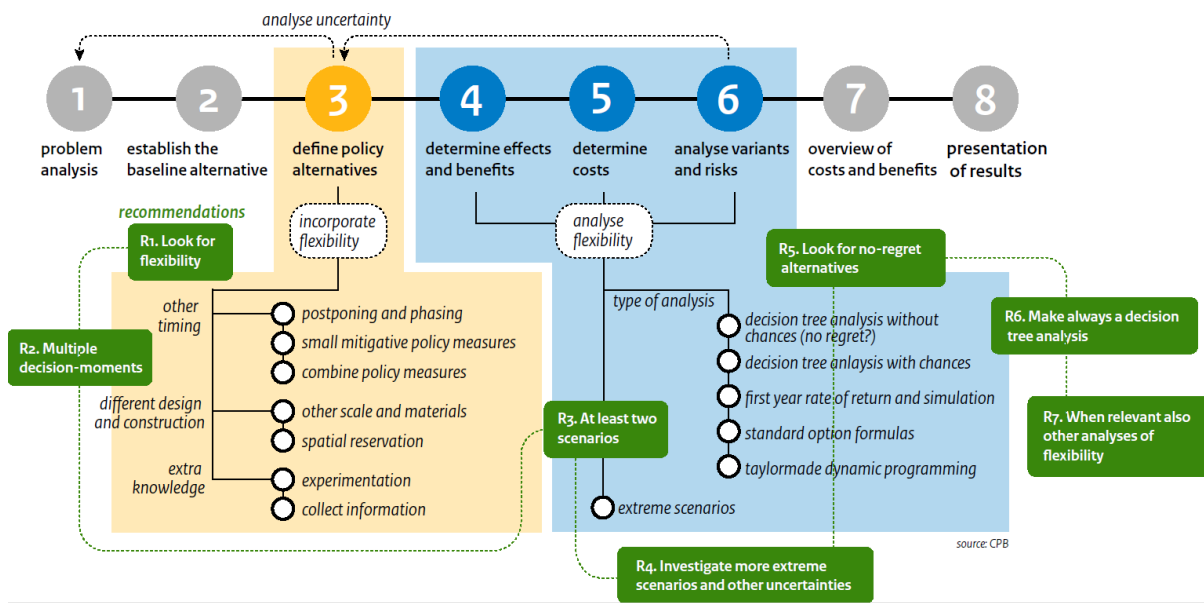 analyse uncertainty
1
2
3
4
5
6
7
8
problem
analysis
establish the
baseline alternative
define policy
alternatives
determine effects
and benefits
determine
costs
analyse variants
and risks
overview of
costs and benefits
presentation
of results
recommendations
R1. Look for
flexibility
incorporate
flexibility
analyse
flexibility
R5. Look for no-regret
alternatives
other
timing
postponing and phasing
small mitigative policy measures
combine policy measures
R2. Multiple
decision-moments
different design
and construction
other scale and materials
spatial reservation
extra
knowledge
experimentation
collect information
type of analysis
decision tree analysis without
chances (no regret?)
decision tree anlaysis with chances
first year rate of return and simulation
standard option formulas
taylormade dynamic programming
R3. At least two
scenarios
extreme scenarios
R6. Make always a decision
tree analysis
R7. When relevant also
other analyses of
flexibility
source: CPB
R4. Investigate more extreme
scenarios and other uncertainties